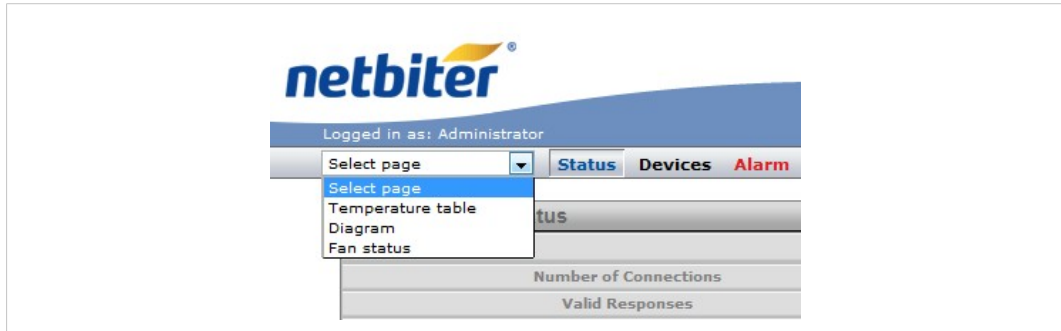 netbiter®
Logged in as: Administrator
Select page Status Devices Alarm
Select page
Temperature table
Diagram
Fan status
tus
Number of Connections
Valid Responses